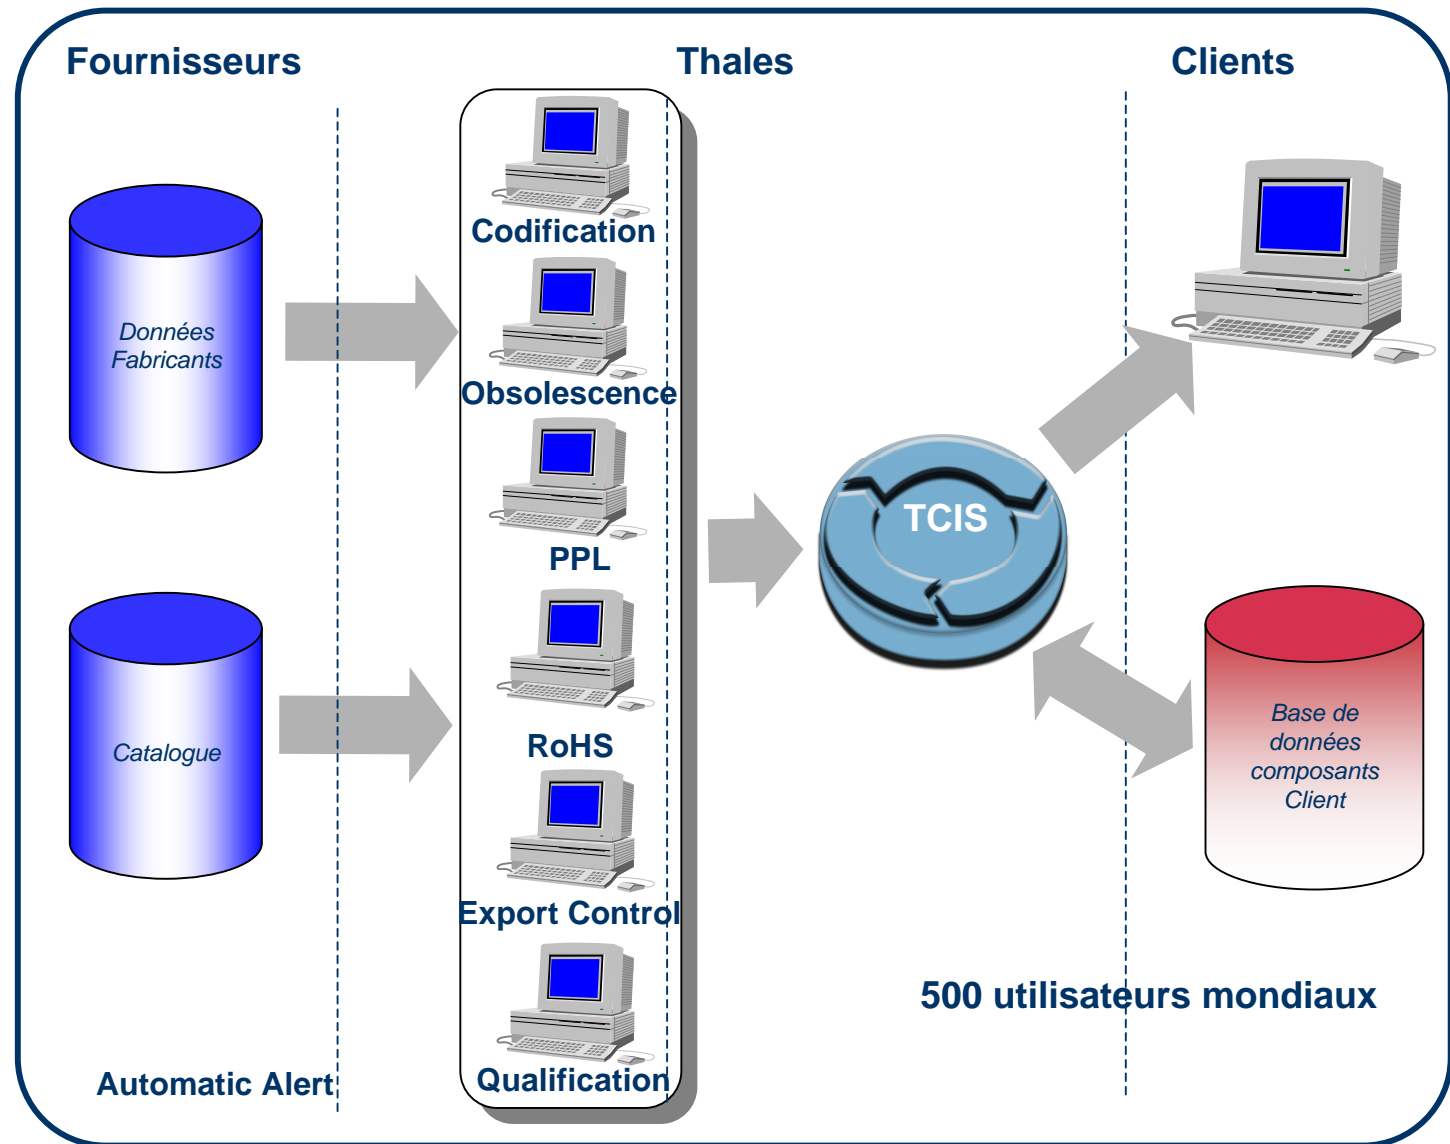 Fournisseurs
Thales
Clients
Données
Fabricants
Catalogue
Automatic Alert
Codification
Obsolescence
PPL
RoHS
Export Control
Qualification
TCIS
Base de
données
composants
Client
500 utilisateurs mondiaux